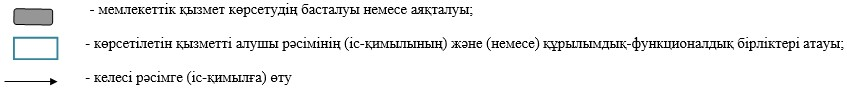 - мемлекеттік қызмет көрсетудің басталуы немесе аяқталуы;
- көрсетілетін қызметті алушы рәсімінің (іс-қимылының) және (немесе) құрылымдық-функционалдық бірліктері атауы;
- келесі рәсімге (іс-қимылға) өту